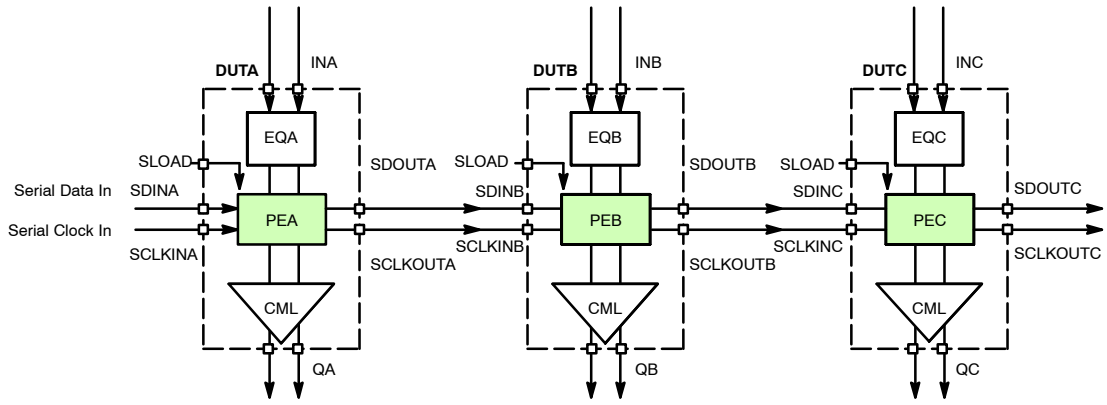 DUTA
INA
DUTB
INB
DUTC
INC
EQA
EQB
EQC
SLOAD
SDOUTA
SLOAD
SDOUTB
SLOAD
Serial Data In
SDINA
SDINB
SDINC
SDOUTC
PEA
PEB
PEC
Serial Clock In
SCLKINA
SCLKOUTA
SCLKINB
SCLKOUTB
SCLKINC
SCLKOUTC
CML
CML
CML
QA
QB
QC